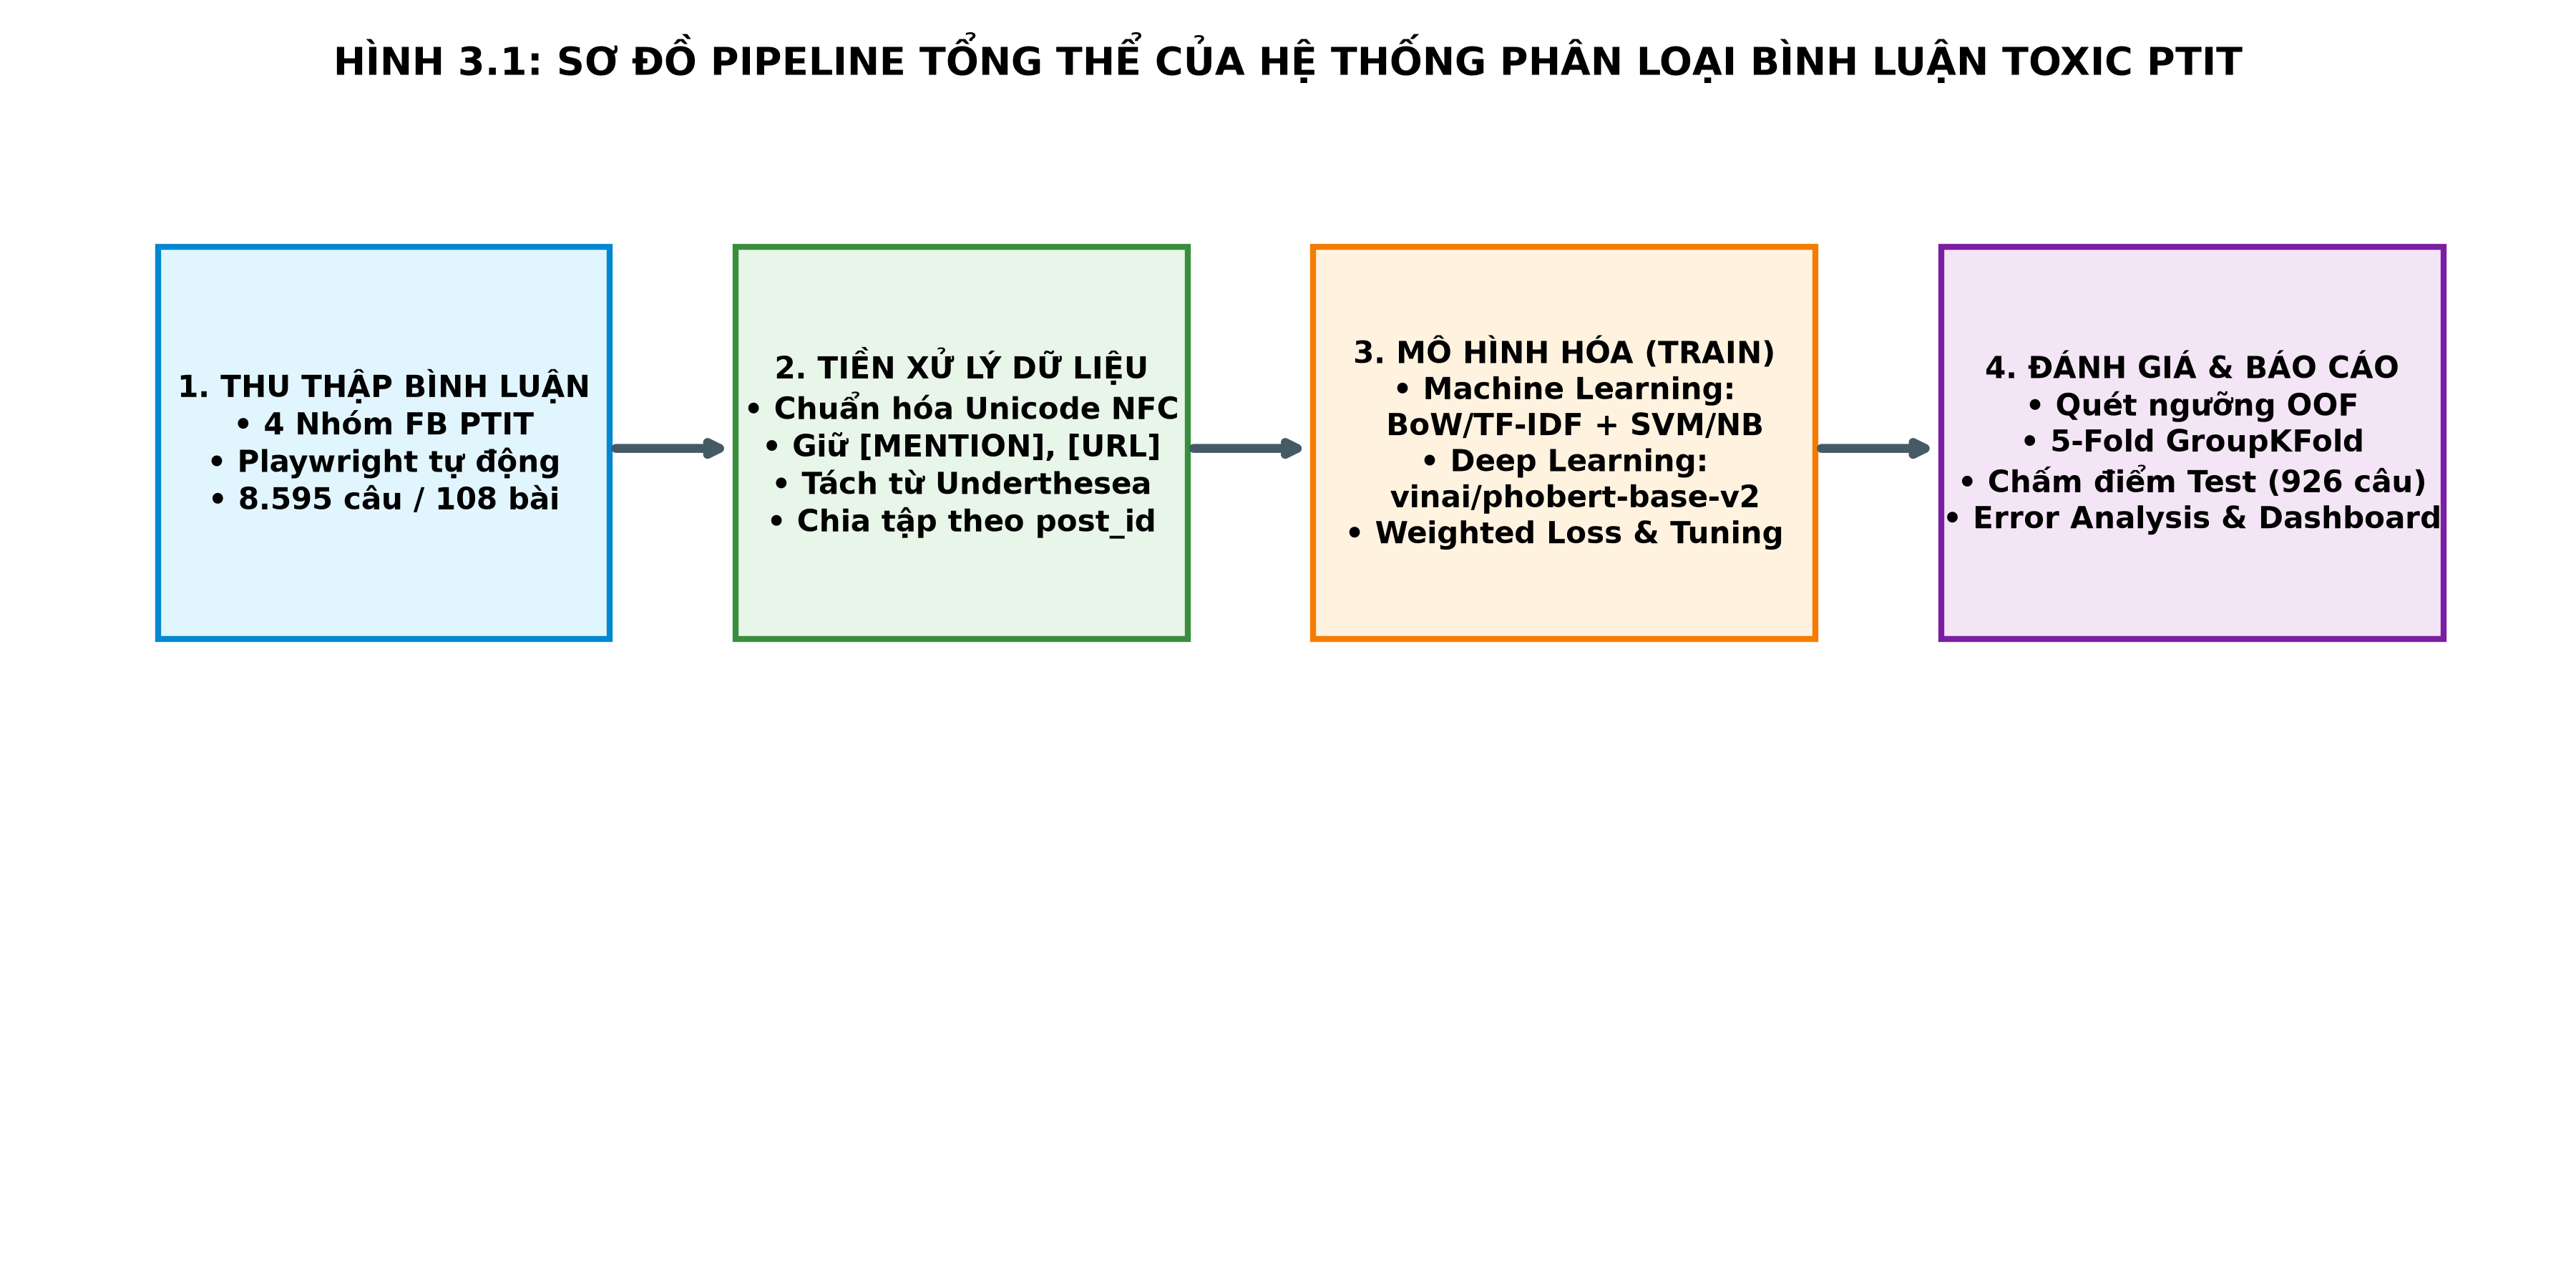 HÌNH 3.1: SƠ ĐỒ PIPELINE TỔNG THỂ CỦA HỆ THỐNG PHÂN LOẠI BÌNH LUẬN TOXIC PTIT
1. THU THẬP BÌNH LUẬN
• 4 Nhóm FB PTIT
• Playwright tự động
• 8.595 câu / 108 bài
2. TIỀN XỬ LÝ DỮ LIỆU
• Chuẩn hóa Unicode NFC
• Giữ [MENTION], [URL]
• Tách từ Underthesea
• Chia tập theo post_id
3. MÔ HÌNH HÓA (TRAIN)
• Machine Learning:
BoW/TF-IDF + SVM/NB
• Deep Learning:
vinai/phobert-base-v2
• Weighted Loss & Tuning
4. ĐÁNH GIÁ & BÁO CÁO
• Quét ngưỡng OOF
• 5-Fold GroupKFold
• Chấm điểm Test (926 câu)
• Error Analysis & Dashboard